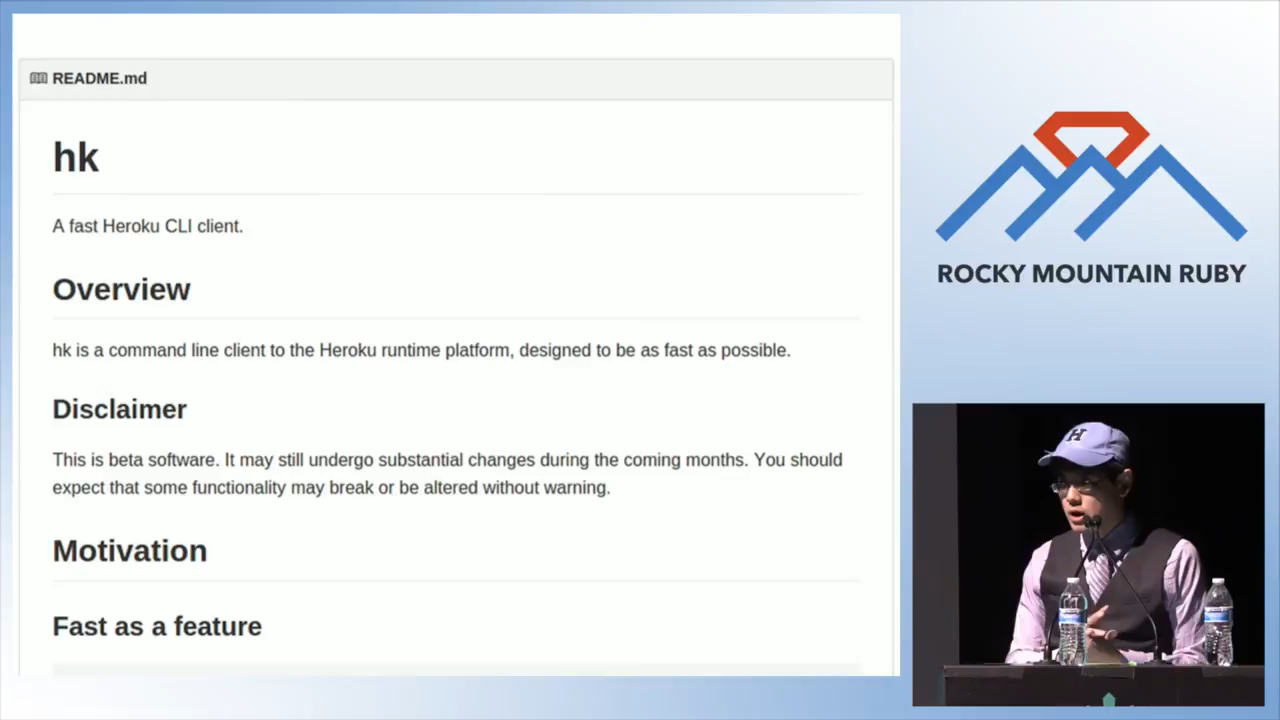 README.md
hk
A fast Heroku CLI client.
Overview
hk is a command line client to the Heroku runtime platform, designed to be as fast as possible.
Disclaimer
This is beta software. It may still undergo substantial changes during the coming months. You should
expect that some functionality may break or be altered without warning.
Motivation
Fast as a feature
ROCKY MOUNTAIN RUBY
H